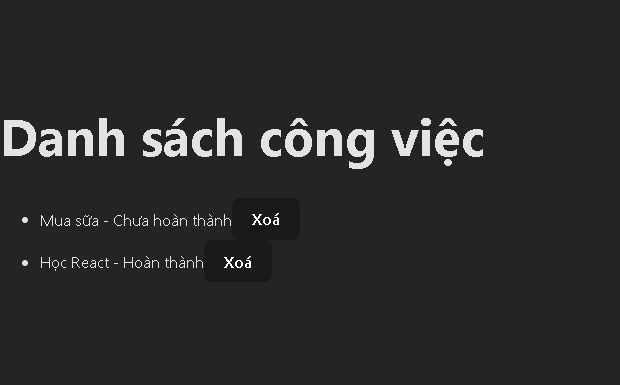 Danh sách công việc
Mua sữa - Chưa hoàn thành Xoá
Học React - Hoàn thành Xoá